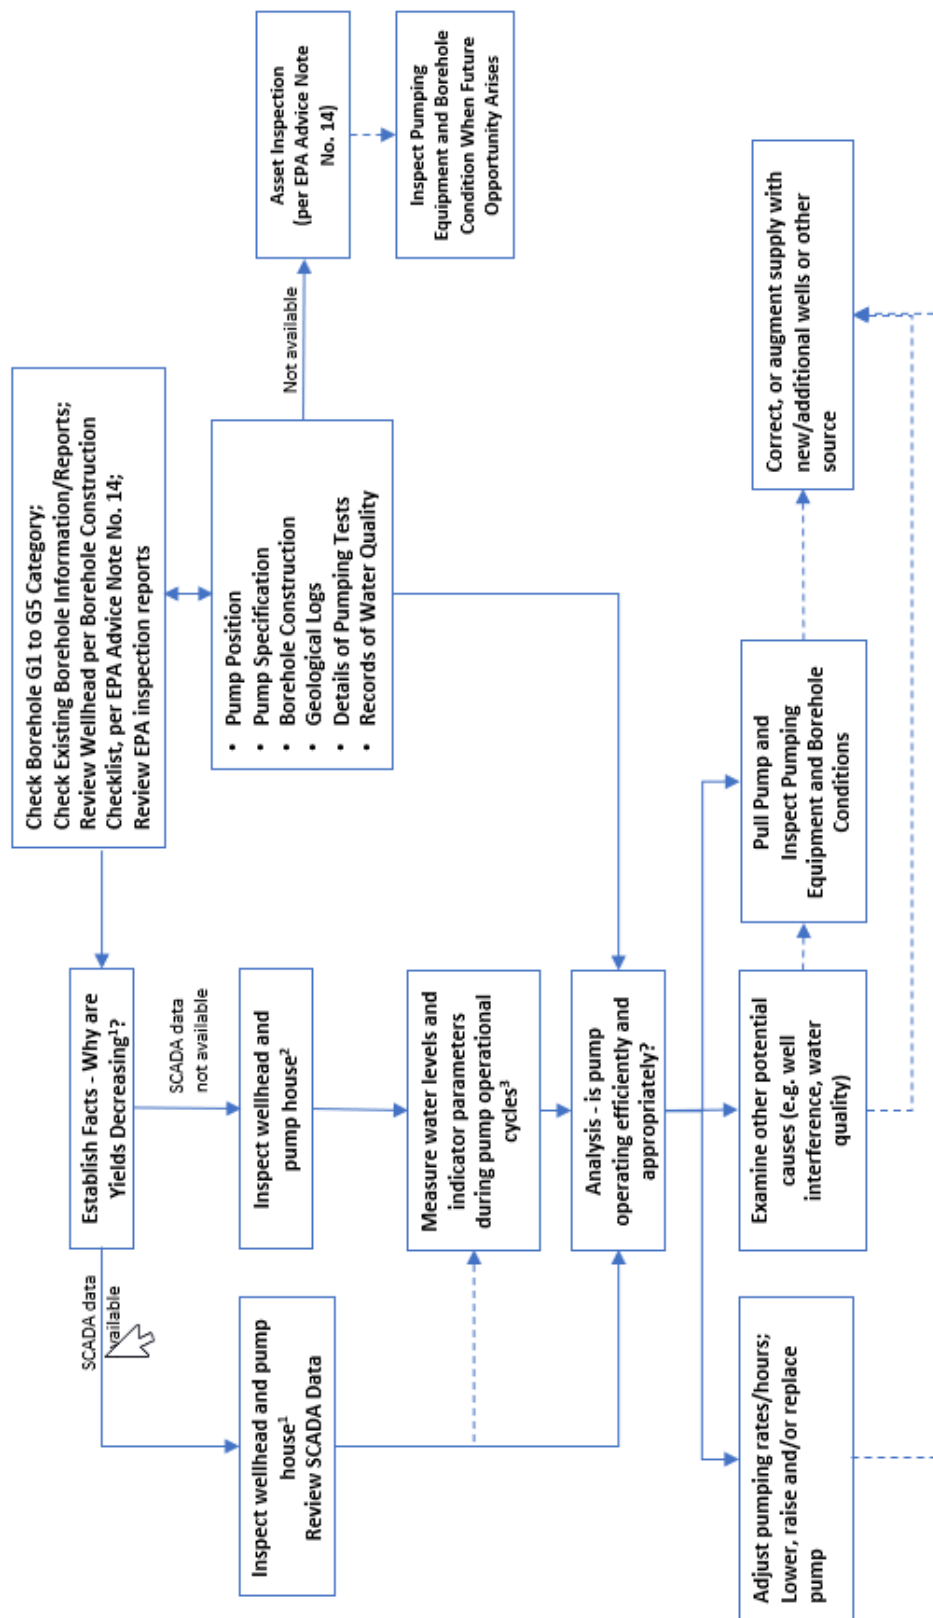 Check Borehole G1 to G5 Category;
Check Existing Borehole Information/Reports;
Review Wellhead per Borehole Construction
Checklist, per EPA Advice Note No. 14;
Review EPA inspection reports
Establish Facts - Why are
Yields Decreasing¹?
SCADA data
available
SCADA data
not available
Inspect wellhead and pump
house¹
Review SCADA Data
Inspect wellhead and
pump house²
• Pump Position
• Pump Specification
• Borehole Construction
• Geological Logs
• Details of Pumping Tests
• Records of Water Quality
Not available
Asset Inspection
(per EPA Advice Note
No. 14)
Inspect Pumping
Equipment and Borehole
Condition When Future
Opportunity Arises
Measure water levels and
indicator parameters
during pump operational
cycles³
Analysis - is pump
operating efficiently and
appropriately?
Adjust pumping rates/hours;
Lower, raise and/or replace
pump
Examine other potential
causes (e.g. well
interference, water
quality)
Pull Pump and
Inspect Pumping
Equipment and Borehole
Conditions
Correct, or augment supply with
new/additional wells or other
source